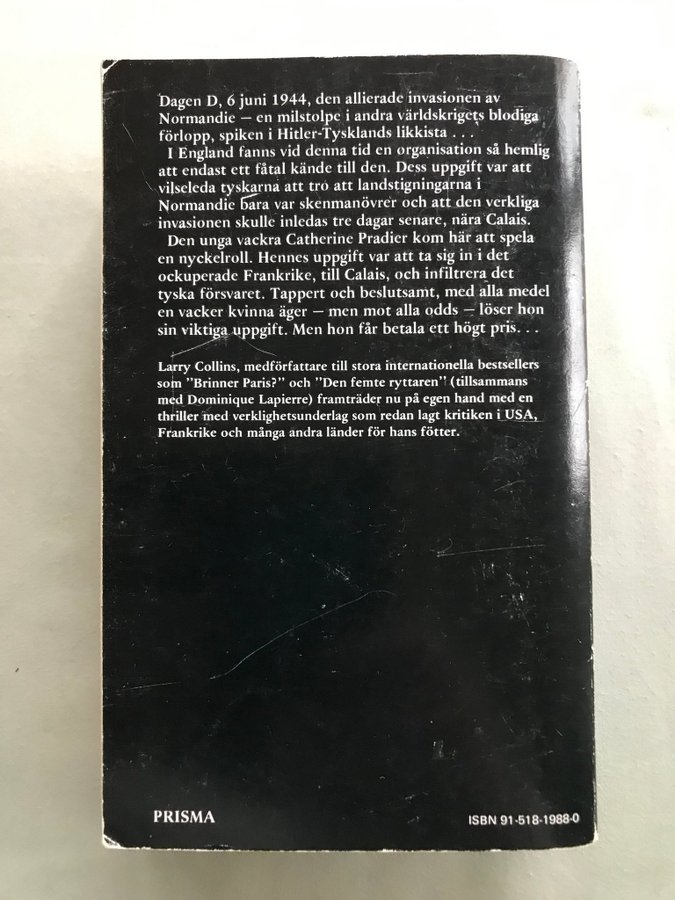 Dagen D, 6 juni 1944, den allierade invasionen av
Normandie — en milstolpe i andra världskrigets blodiga
förlopp, spiken i Hitler-Tysklands likkista . . .
I England fanns vid denna tid en organisation så hemlig
att endast ett fåtal kände till den. Dess uppgift var att
vilseleda tyskarna att tro att landstigningarna i
Normandie bara var skenmanövrer och att den verkliga
invasionen skulle inledas tre dagar senare, nära Calais.
Den unga vackra Catherine Pradier kom här att spela
en nyckelroll. Hennes uppgift var att ta sig in i det
ockuperade Frankrike, till Calais, och infiltrera det
tyska försvaret. Tappert och beslutsamt, med alla medel
en vacker kvinna äger — men mot alla odds — löser hon
sin viktiga uppgift. Men hon får betala ett högt pris. . .
Larry Collins, medförfattare till stora internationella bestsellers
som ”Brinner Paris?” och ”Den femte ryttaren” (tillsammans
med Dominique Lapierre) framträder nu på egen hand med en
thriller med verklighetsunderlag som redan lagt kritiken i USA,
Frankrike och många andra länder för hans fötter.
PRISMA
ISBN 91-518-1988-0